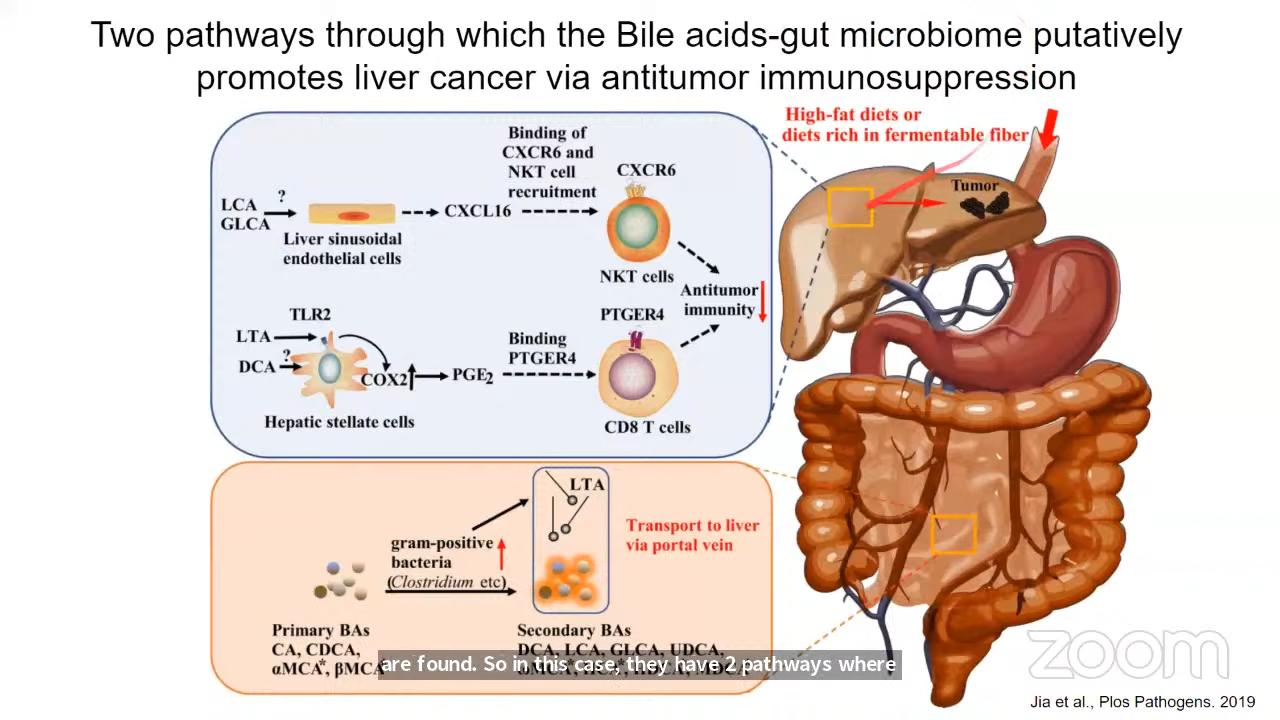 Two pathways through which the Bile acids-gut microbiome putatively
promotes liver cancer via antitumor immunosuppression
High-fat diets or
diets rich in fermentable fiber
Tumor
Binding of
CXCR6 and
NKT cell
recruitment
CXCR6
?
LCA
GLCA
CXCL16
Liver sinusoidal
endothelial cells
NKT cells
Antitumor
immunity
TLR2
PTGER4
LTA
?
DCA
COX2
PGE2
Binding
PTGER4
Hepatic stellate cells
CD8 T cells
LTA
Transport to liver
via portal vein
gram-positive
bacteria
(Clostridium etc)
Primary BAs
CA, CDCA,
αMCA*, βMCA
Secondary BAs
DCA, LCA, GLCA, UDCA,
are found. So in this case, they have 2 pathways where
zoom
Jia et al., Plos Pathogens. 2019